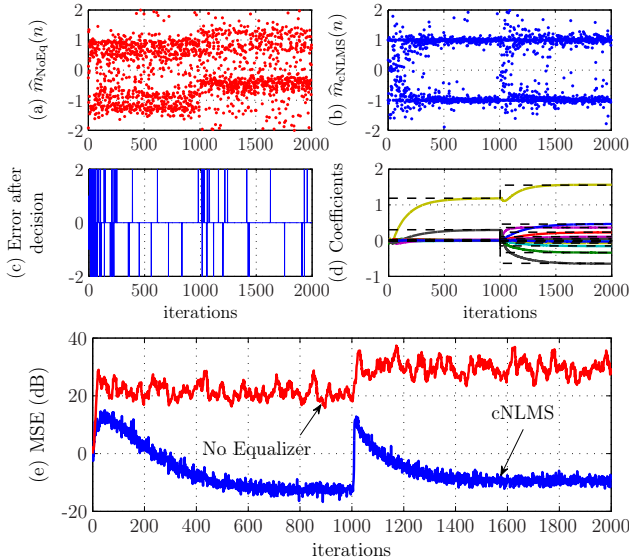 (a) m̂NoEq(n)
2
1
0
-1
-2
0 500 1000 1500 2000
iterations
(b) m̂cNLMS(n)
2
1
0
-1
-2
0 500 1000 1500 2000
iterations
(c) Error after
decision
2
0
-2
0 500 1000 1500 2000
iterations
(d) Coefficients
2
1
0
-1
0 500 1000 1500 2000
iterations
(e) MSE (dB)
40
20
0
-20
No Equalizer
cNLMS
0 200 400 600 800 1000 1200 1400 1600 1800 2000
iterations